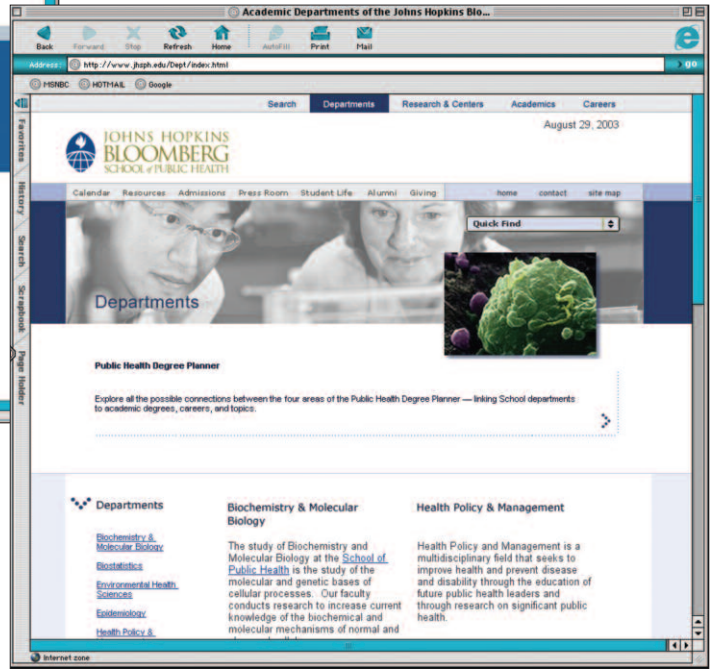 Academic Departments of the Johns Hopkins Blo...
Back Forward Stop Refresh Home AutoFill Print Mail
Address: http://www.jhsph.edu/Dept/index.html go
MSNBC HOTMAIL Google
Favorites
History
Search
Scrapbook
Page Holder
Search Departments Research & Centers Academics Careers
August 29, 2003
JOHNS HOPKINS
BLOOMBERG
SCHOOL of PUBLIC HEALTH
Calendar Resources Admissions Press Room Student Life Alumni Giving home contact site map
Quick Find
Departments
Public Health Degree Planner
Explore all the possible connections between the four areas of the Public Health Degree Planner — linking School departments
to academic degrees, careers, and topics.
Departments
Biochemistry &
Molecular Biology
Biostatistics
Environmental Health
Sciences
Epidemiology
Health Policy &
Biochemistry & Molecular
Biology
The study of Biochemistry and
Molecular Biology at the School of
Public Health is the study of the
molecular and genetic bases of
cellular processes. Our faculty
conducts research to increase current
knowledge of the biochemical and
molecular mechanisms of normal and
Health Policy & Management
Health Policy and Management is a
multidisciplinary field that seeks to
improve health and prevent disease
and disability through the education of
future public health leaders and
through research on significant public
health.
Internet zone